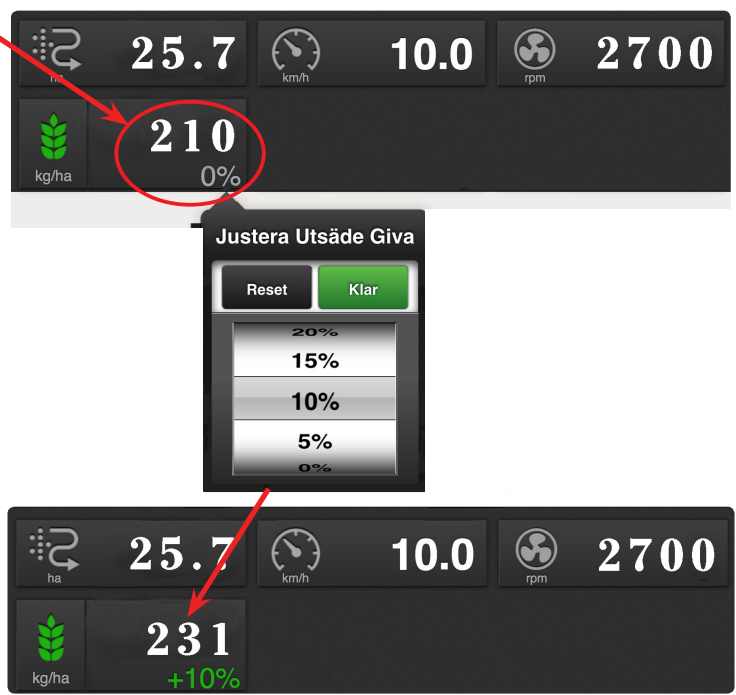 25.7 10.0 2700
ha km/h rpm
210
kg/ha 0%
Justera Utsäde Giva
Reset Klar
20%
15%
10%
5%
0%
25.7 10.0 2700
ha km/h rpm
231
kg/ha +10%